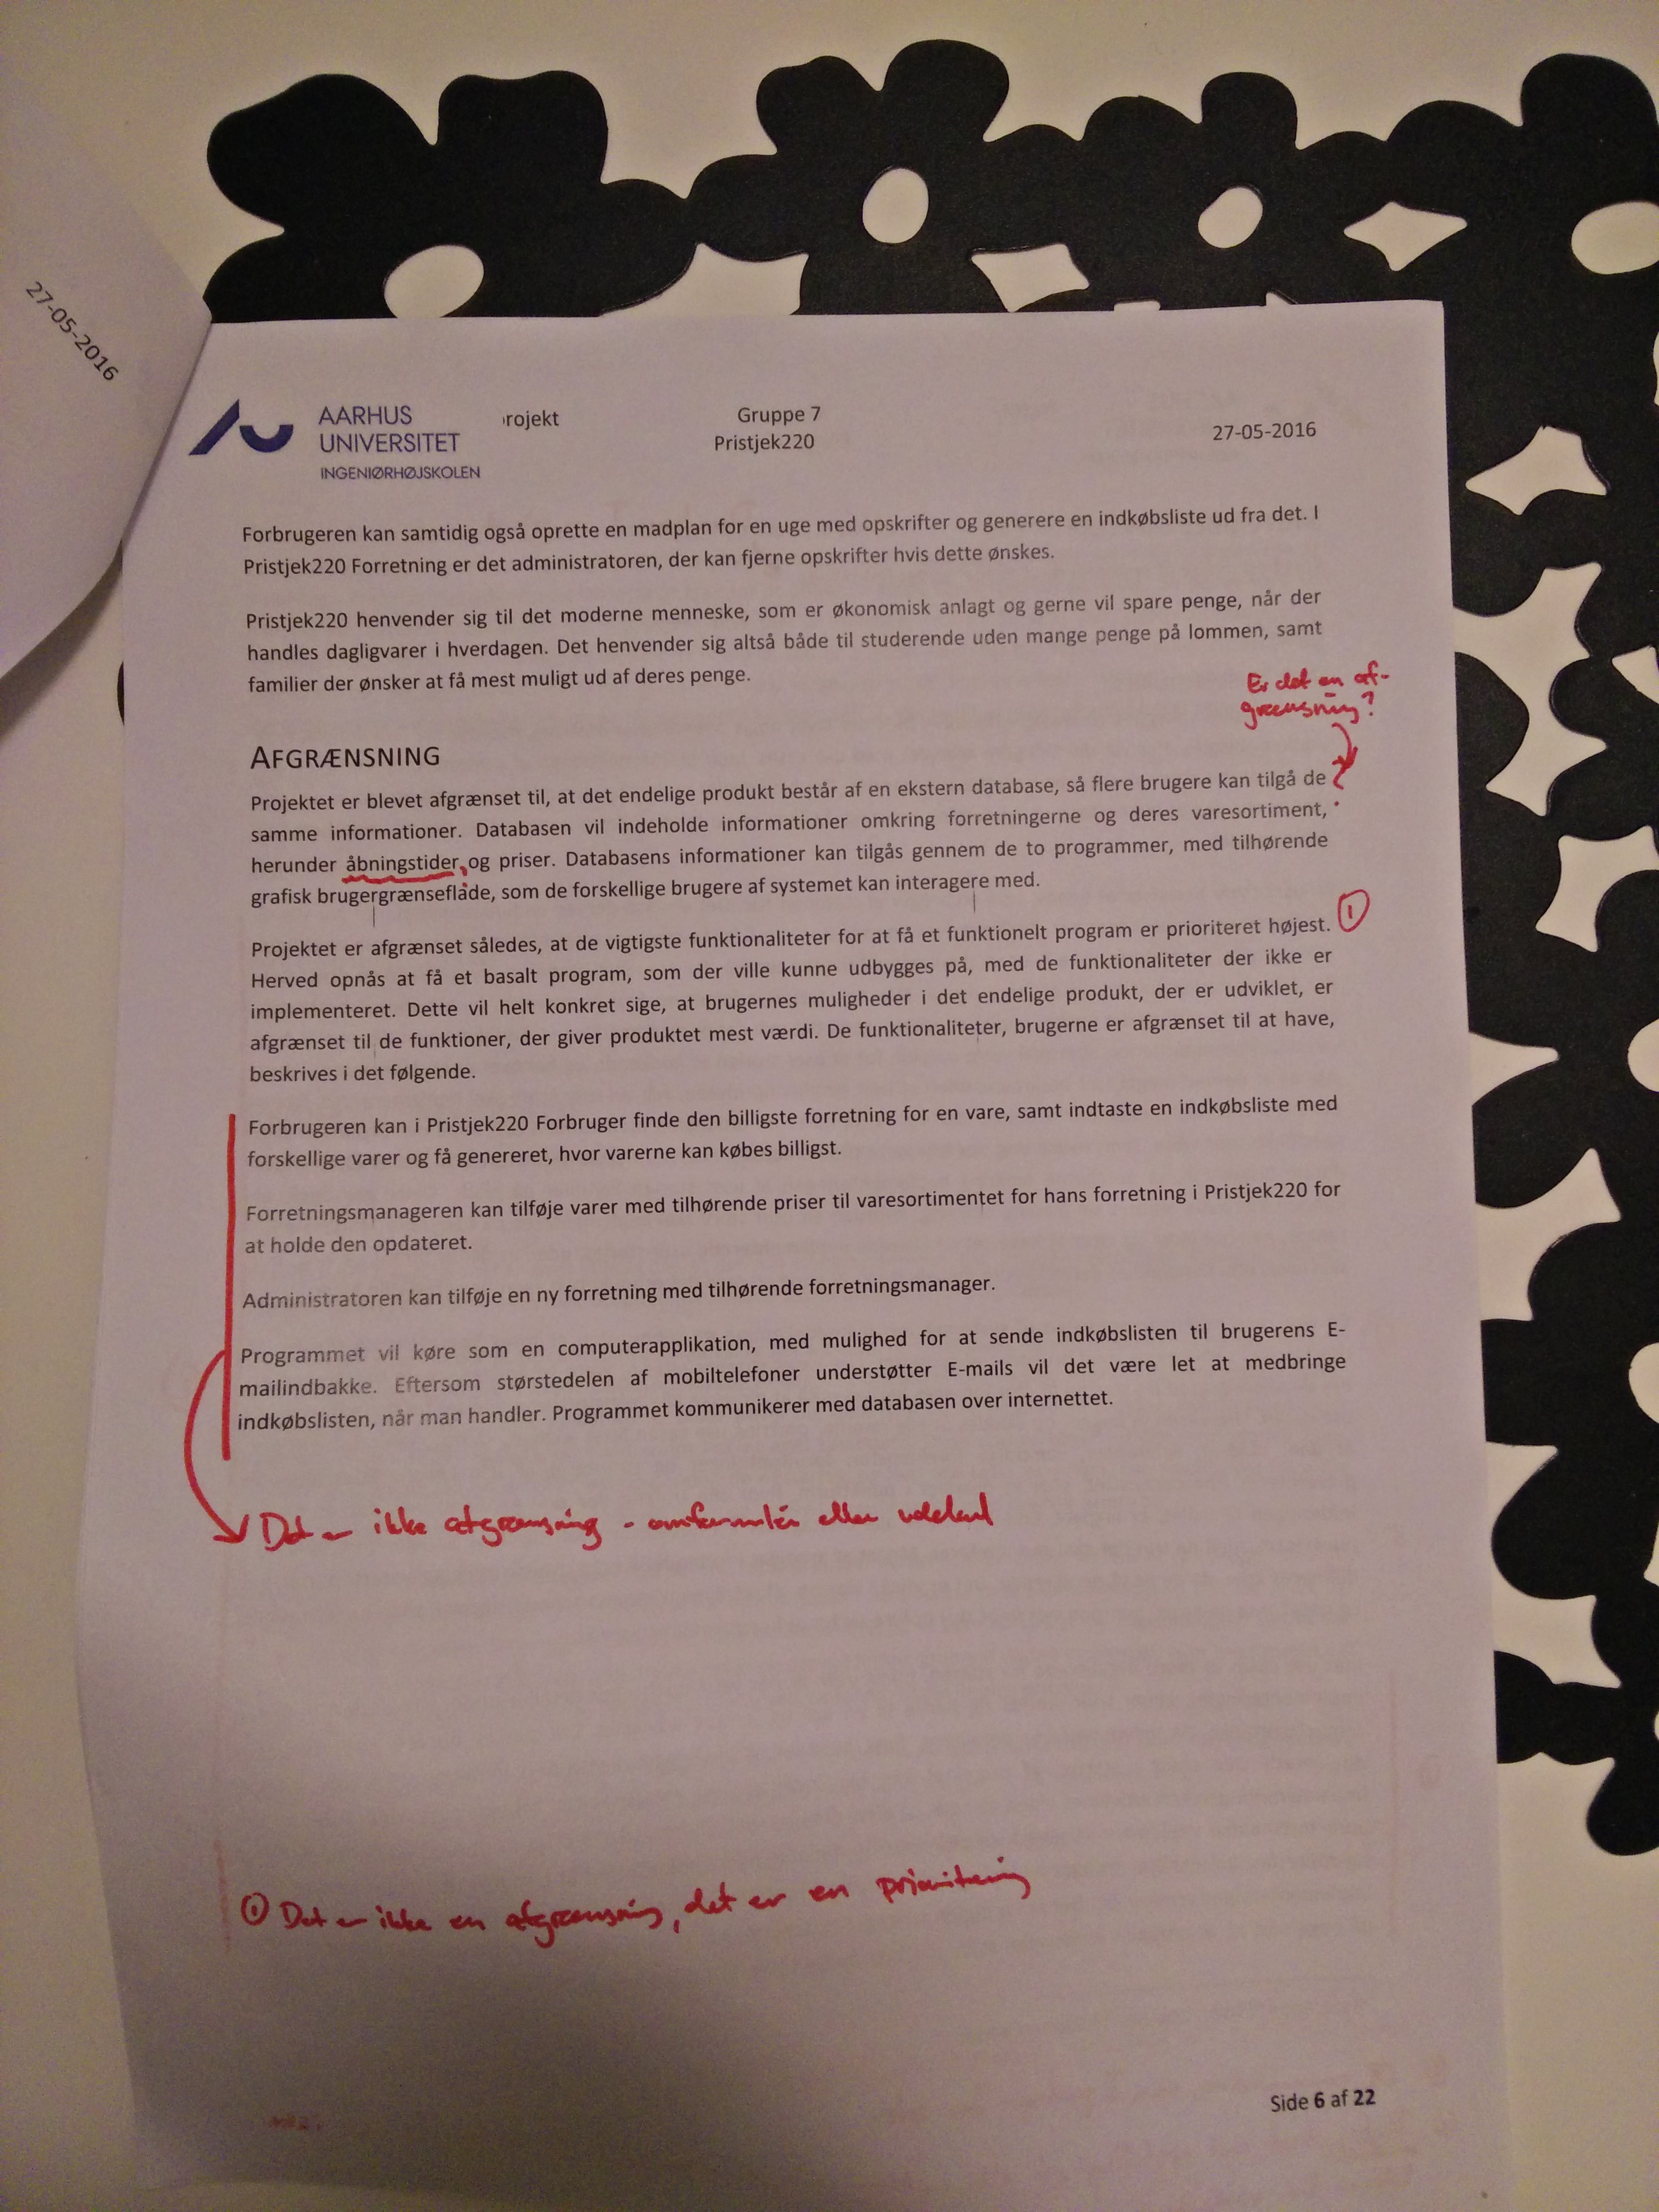 27-05-2016
AARHUS
UNIVERSITET
INGENIØRHØJSKOLEN
rojekt
Gruppe 7
Pristjek220
27-05-2016
Forbrugeren kan samtidig også oprette en madplan for en uge med opskrifter og generere en indkøbsliste ud fra det. I
Pristjek220 Forretning er det administratoren, der kan fjerne opskrifter hvis dette ønskes.
Pristjek220 henvender sig til det moderne menneske, som er økonomisk anlagt og gerne vil spare penge, når der
handles dagligvarer i hverdagen. Det henvender sig altså både til studerende uden mange penge på lommen, samt
familier der ønsker at få mest muligt ud af deres penge.
Er det en af-
grænsning?
AFGRÆNSNING
Projektet er blevet afgrænset til, at det endelige produkt består af en ekstern database, så flere brugere kan tilgå de
samme informationer. Databasen vil indeholde informationer omkring forretningerne og deres varesortiment,
herunder åbningstider, og priser. Databasens informationer kan tilgås gennem de to programmer, med tilhørende
grafisk brugergrænseflade, som de forskellige brugere af systemet kan interagere med.
Projektet er afgrænset således, at de vigtigste funktionaliteter for at få et funktionelt program er prioriteret højest. 1
Herved opnås at få et basalt program, som der ville kunne udbygges på, med de funktionaliteter der ikke er
implementeret. Dette vil helt konkret sige, at brugernes muligheder i det endelige produkt, der er udviklet, er
afgrænset til de funktioner, der giver produktet mest værdi. De funktionaliteter, brugerne er afgrænset til at have,
beskrives i det følgende.
Forbrugeren kan i Pristjek220 Forbruger finde den billigste forretning for en vare, samt indtaste en indkøbsliste med
forskellige varer og få genereret, hvor varerne kan købes billigst.
Forretningsmanageren kan tilføje varer med tilhørende priser til varesortimentet for hans forretning i Pristjek220 for
at holde den opdateret.
Administratoren kan tilføje en ny forretning med tilhørende forretningsmanager.
Programmet vil køre som en computerapplikation, med mulighed for at sende indkøbslisten til brugerens E-
mailindbakke. Eftersom størstedelen af mobiltelefoner understøtter E-mails vil det være let at medbringe
indkøbslisten, når man handler. Programmet kommunikerer med databasen over internettet.
Det er ikke afgrænsning - omformulér eller udelad
1 Det er ikke en afgrænsning, det er en prioritering
Side 6 af 22